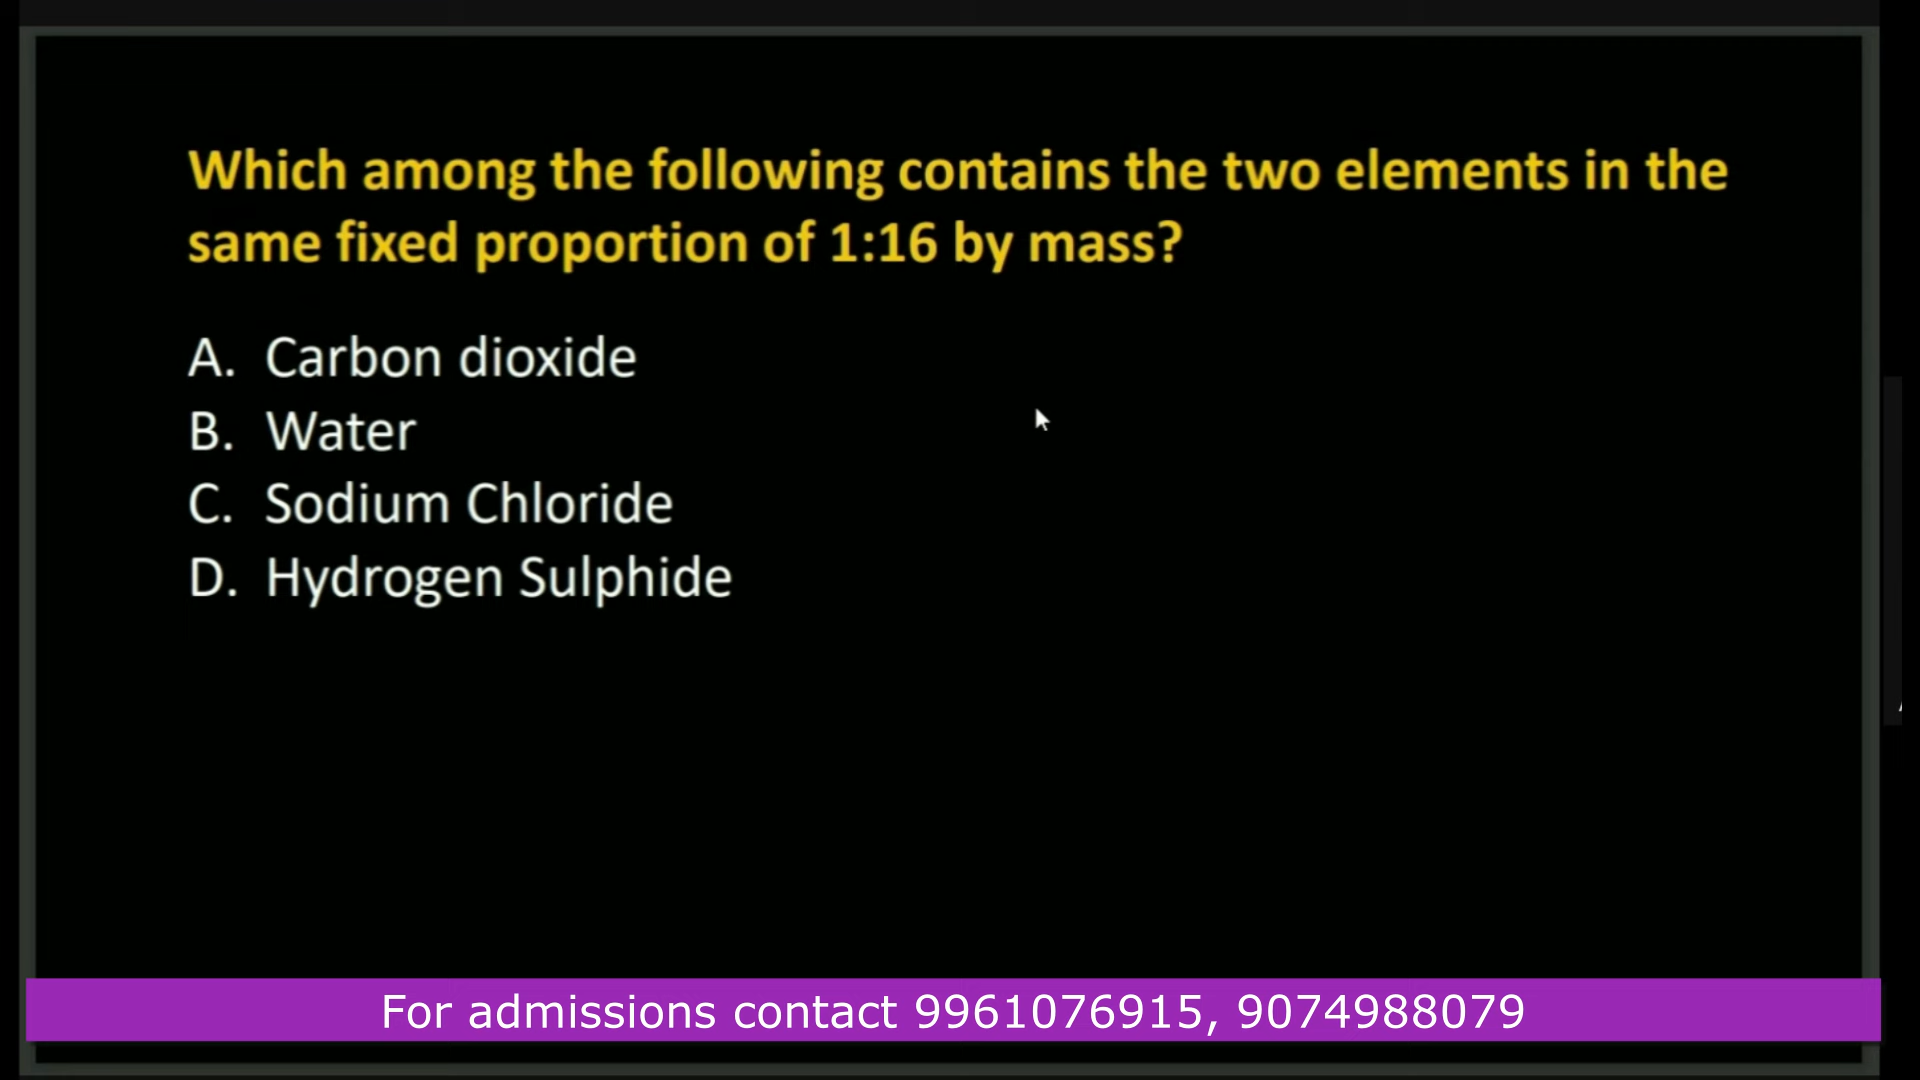 Which among the following contains the two elements in the
same fixed proportion of 1:16 by mass?
A. Carbon dioxide
B. Water
C. Sodium Chloride
D. Hydrogen Sulphide
For admissions contact 9961076915, 9074988079